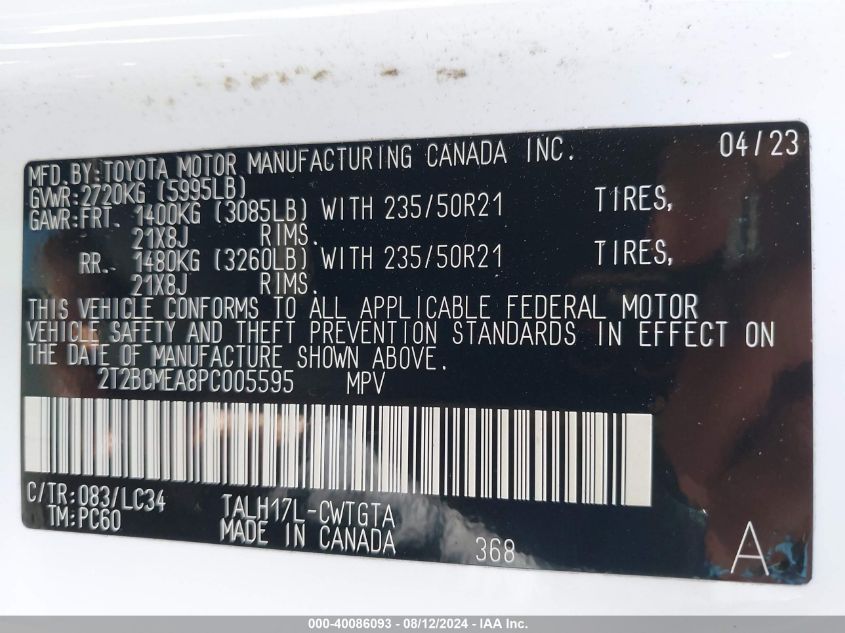 MFD. BY: TOYOTA MOTOR MANUFACTURING CANADA INC. 04/23
GVWR: 2720KG (5995LB)
GAWR: FRT. 1400KG (3085LB) WITH 235/50R21 TIRES,
21X8J RIMS.
RR. 1480KG (3260LB) WITH 235/50R21 TIRES,
21X8J RIMS.
THIS VEHICLE CONFORMS TO ALL APPLICABLE FEDERAL MOTOR
VEHICLE SAFETY AND THEFT PREVENTION STANDARDS IN EFFECT ON
THE DATE OF MANUFACTURE SHOWN ABOVE.
2T2BCMEA8PC005595 MPV
C/TR: 083/LC34 TALH17L-CWTGTA
TM: PC60 MADE IN CANADA 368 A
000-40086093 - 08/12/2024 - IAA Inc.